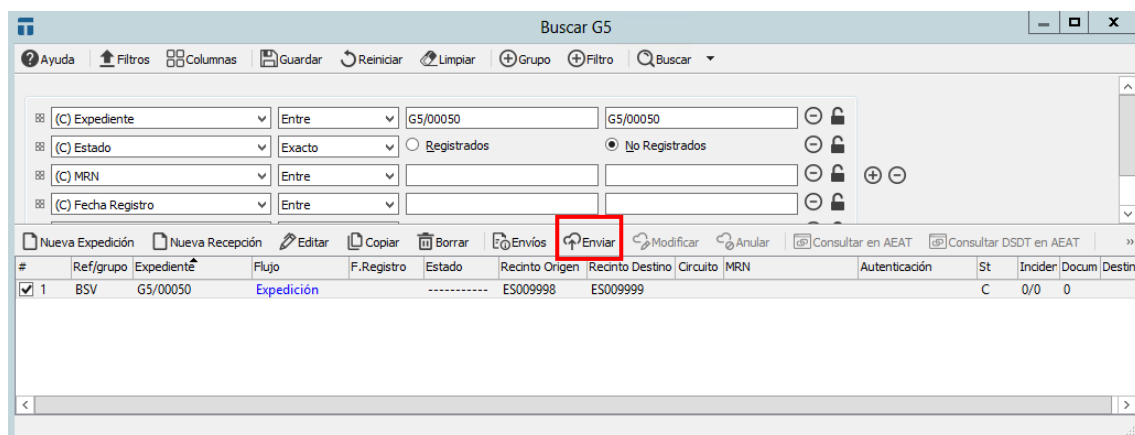 Buscar G5
Ayuda Filtros Columnas Guardar Reiniciar Limpiar Grupo Filtro Buscar
(C) Expediente Entre G5/00050 G5/00050
(C) Estado Exacto Registrados No Registrados
(C) MRN Entre
(C) Fecha Registro Entre
Nueva Expedición Nueva Recepción Editar Copiar Borrar Envíos Enviar Modificar Anular Consultar en AEAT Consultar DSDT en AEAT »
# Ref/grupo Expediente Flujo F.Registro Estado Recinto Origen Recinto Destino Circuito MRN Autenticación St Inciden Docum Destin
1 BSV G5/00050 Expedición ----------- ES009998 ES009999 C 0/0 0